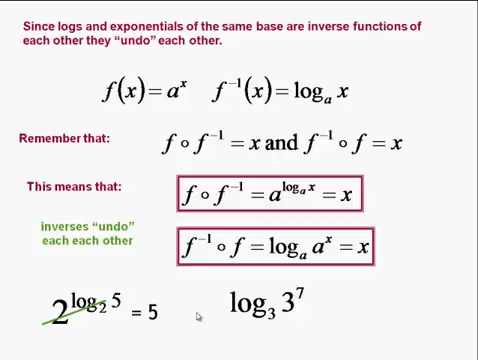 Since logs and exponentials of the same base are inverse functions of
each other they “undo” each other.
f(x) = a^x   f^{-1}(x) = log_a x
Remember that: f ∘ f^{-1} = x and f^{-1} ∘ f = x
This means that: f ∘ f^{-1} = a^{log_a x} = x
inverses “undo”
each each other
f^{-1} ∘ f = log_a a^x = x
2^{log_2 5} = 5   log_3 3^7